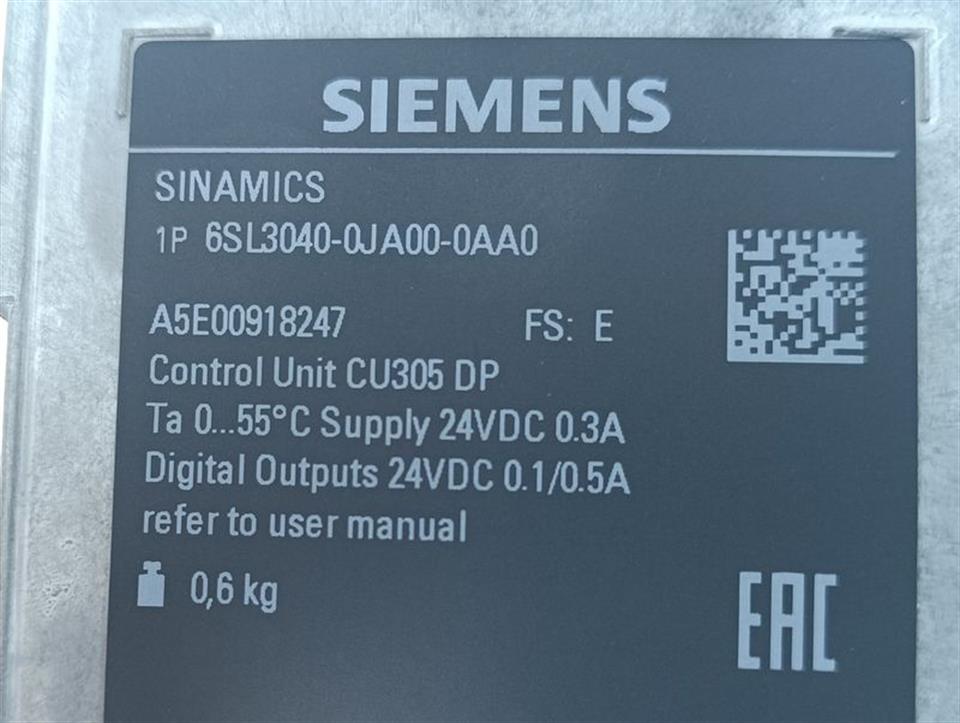 SIEMENS
SINAMICS
1P 6SL3040-0JA00-0AA0
A5E00918247 FS: E
Control Unit CU305 DP
Ta 0...55°C Supply 24VDC 0.3A
Digital Outputs 24VDC 0.1/0.5A
refer to user manual
0,6 kg
EAC